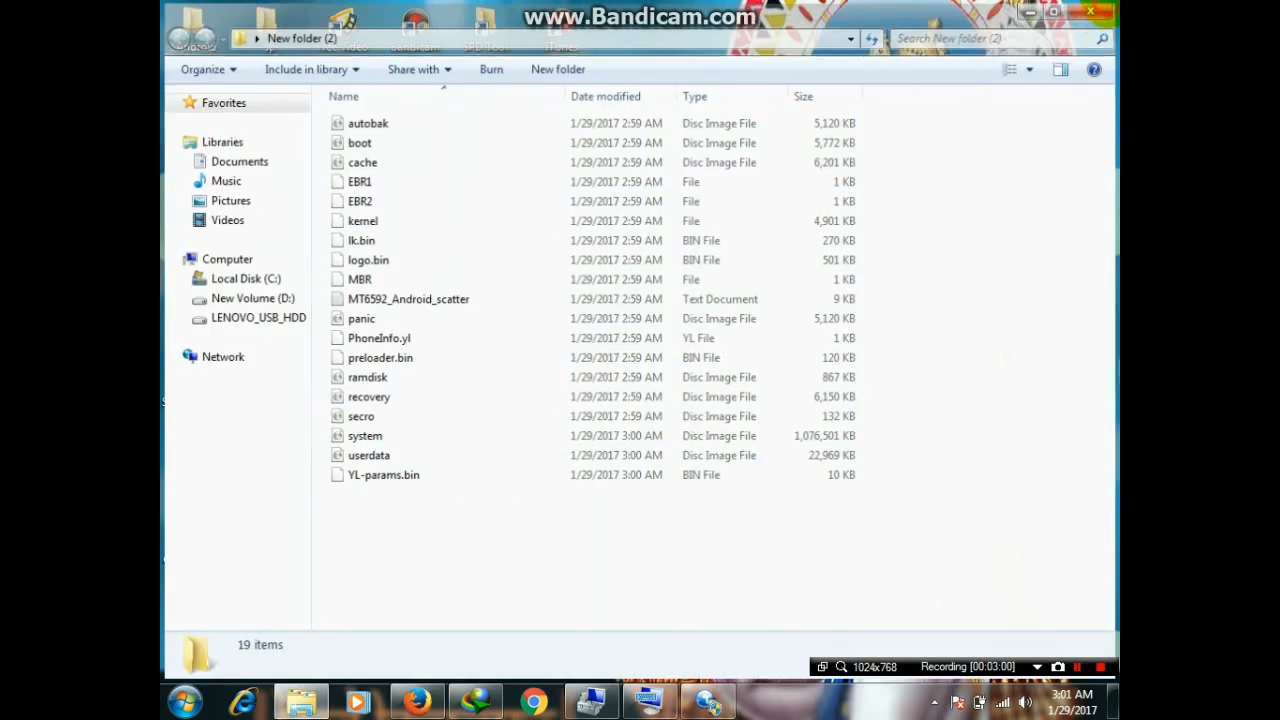 www.Bandicam.com
New folder (2)
Search New folder (2)
Organize Include in library Share with Burn New folder
Name Date modified Type Size
Favorites
Libraries
Documents
Music
Pictures
Videos
Computer
Local Disk (C:)
New Volume (D:)
LENOVO_USB_HDD
Network
autobak 1/29/2017 2:59 AM Disc Image File 5,120 KB
boot 1/29/2017 2:59 AM Disc Image File 5,772 KB
cache 1/29/2017 2:59 AM Disc Image File 6,201 KB
EBR1 1/29/2017 2:59 AM File 1 KB
EBR2 1/29/2017 2:59 AM File 1 KB
kernel 1/29/2017 2:59 AM File 4,901 KB
lk.bin 1/29/2017 2:59 AM BIN File 270 KB
logo.bin 1/29/2017 2:59 AM BIN File 501 KB
MBR 1/29/2017 2:59 AM File 1 KB
MT6592_Android_scatter 1/29/2017 2:59 AM Text Document 9 KB
panic 1/29/2017 2:59 AM Disc Image File 5,120 KB
PhoneInfo.yl 1/29/2017 2:59 AM YL File 1 KB
preloader.bin 1/29/2017 2:59 AM BIN File 120 KB
ramdisk 1/29/2017 2:59 AM Disc Image File 867 KB
recovery 1/29/2017 2:59 AM Disc Image File 6,150 KB
secro 1/29/2017 2:59 AM Disc Image File 132 KB
system 1/29/2017 3:00 AM Disc Image File 1,076,501 KB
userdata 1/29/2017 3:00 AM Disc Image File 22,969 KB
YL-params.bin 1/29/2017 3:00 AM BIN File 10 KB
19 items
1024x768 Recording [00:03:00]
3:01 AM
1/29/2017